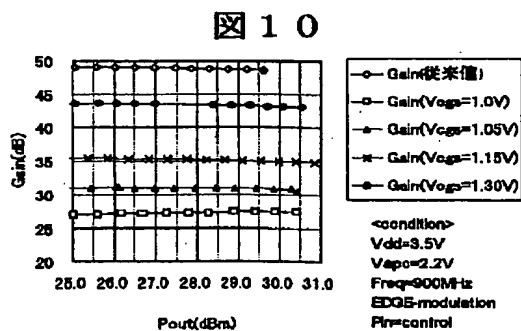 図10
50
45
40
35
30
25
20
Gain(dB)
25.0 26.0 27.0 28.0 29.0 30.0 31.0
Pout(dBm)
Gain(従来値)
Gain(Vcgs=1.0V)
Gain(Vcgs=1.05V)
Gain(Vcgs=1.15V)
Gain(Vcgs=1.30V)
<condition>
Vdd=3.5V
Vapc=2.2V
Freq=900MHz
EDGE-modulation
Pin=control